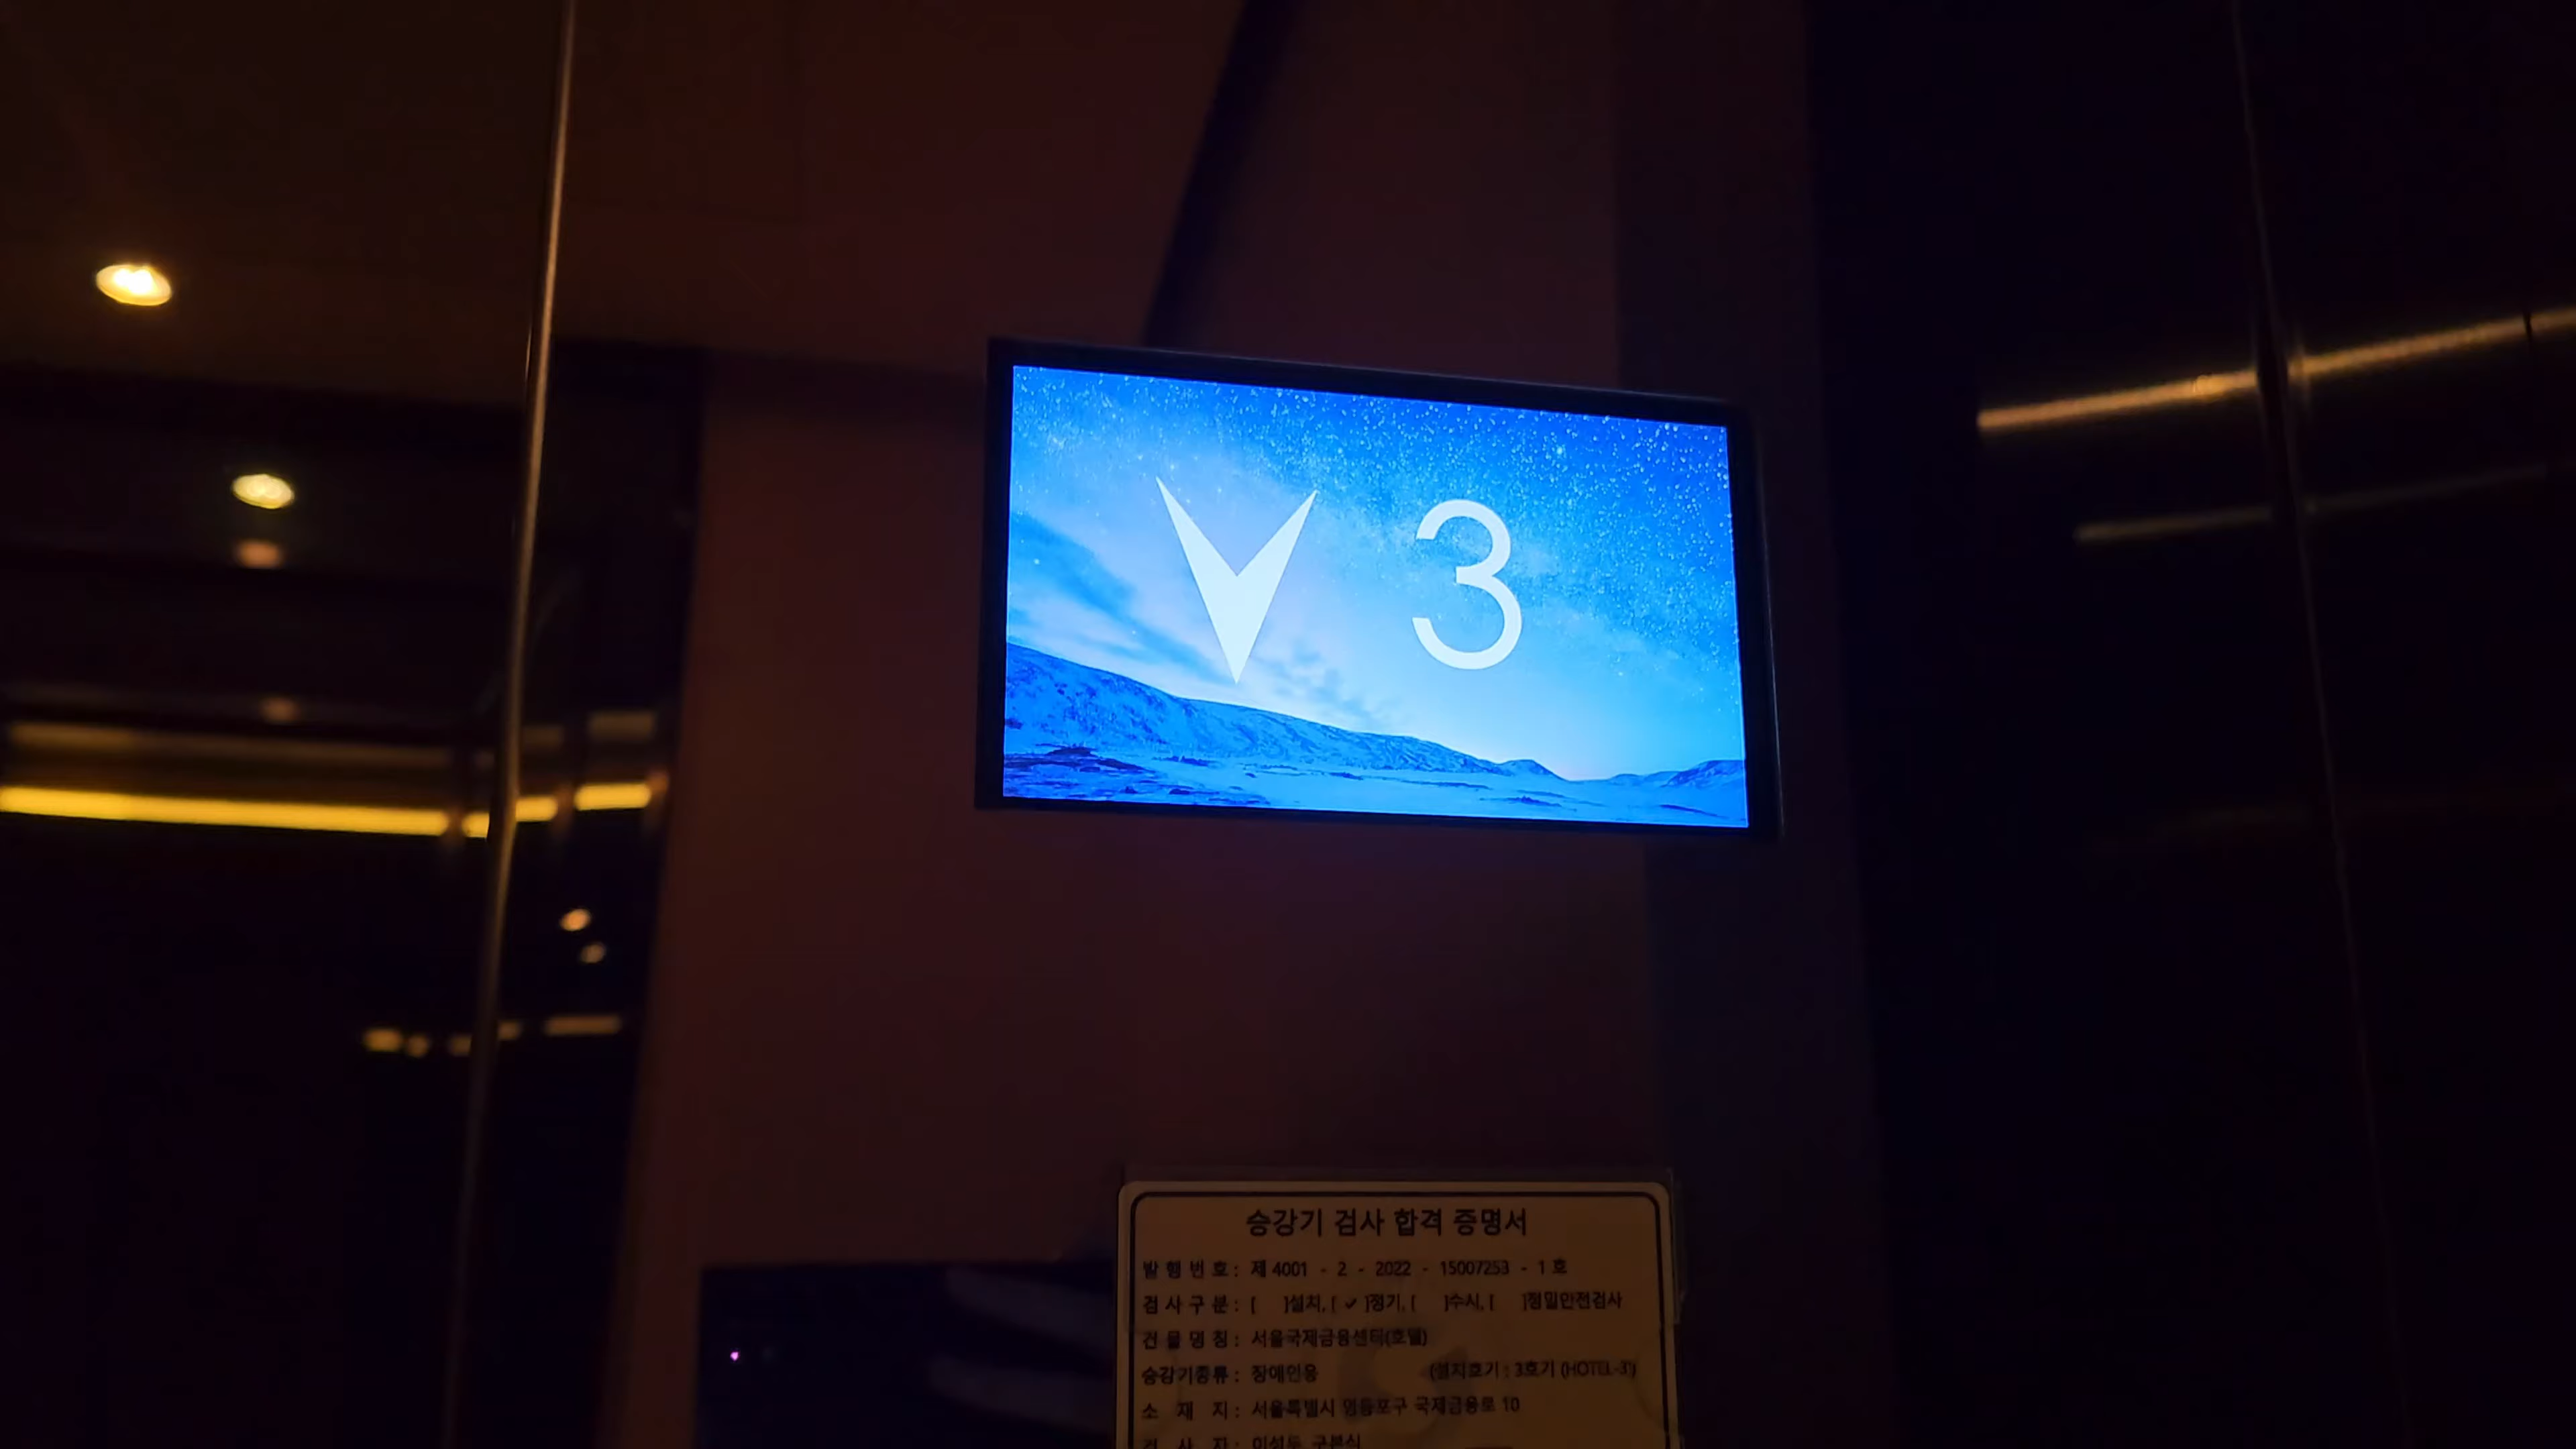 3
승강기 검사 합격 증명서
발 행 번 호 : 제 4001 - 2 - 2022 - 15007253 - 1 호
검 사 구 분 : [ ]설치, [ ✓ ]정기, [ ]수시, [ ]정밀안전검사
건 물 명 칭 : 서울국제금융센터(호텔)
승강기종류 : 장애인용 (설치호기 : 3호기 (HOTEL-3))
소 재 지 : 서울특별시 영등포구 국제금융로 10
검 사 자 :